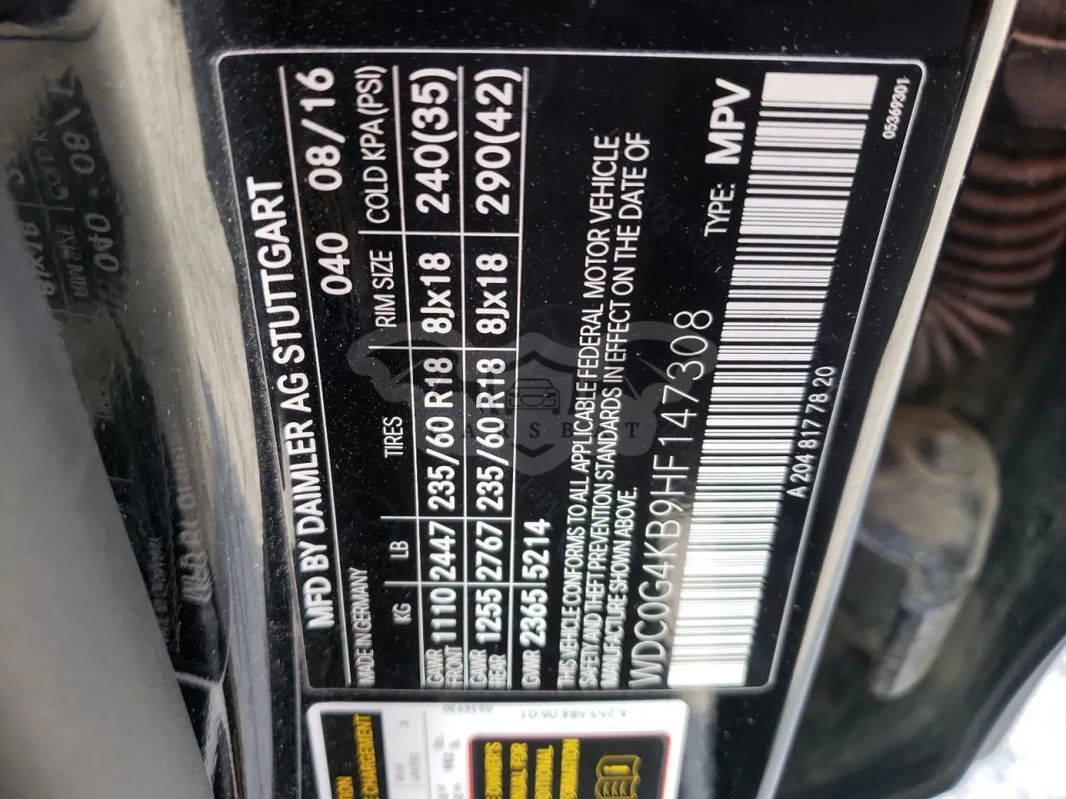 MFD BY DAIMLER AG STUTTGART
040 08/16
MADE IN GERMANY
KG LB TIRES RIM SIZE COLD KPA (PSI)
GAWR FRONT 1110 2447 235/60 R18 8Jx18 240(35)
GAWR REAR 1255 2767 235/60 R18 8Jx18 290(42)
GVWR 2365 5214
THIS VEHICLE CONFORMS TO ALL APPLICABLE FEDERAL MOTOR VEHICLE
SAFETY AND THEFT PREVENTION STANDARDS IN EFFECT ON THE DATE OF
MANUFACTURE SHOWN ABOVE.
WDC0G4KB9HF147308 TYPE: MPV
A 204 817 78 20
05369301